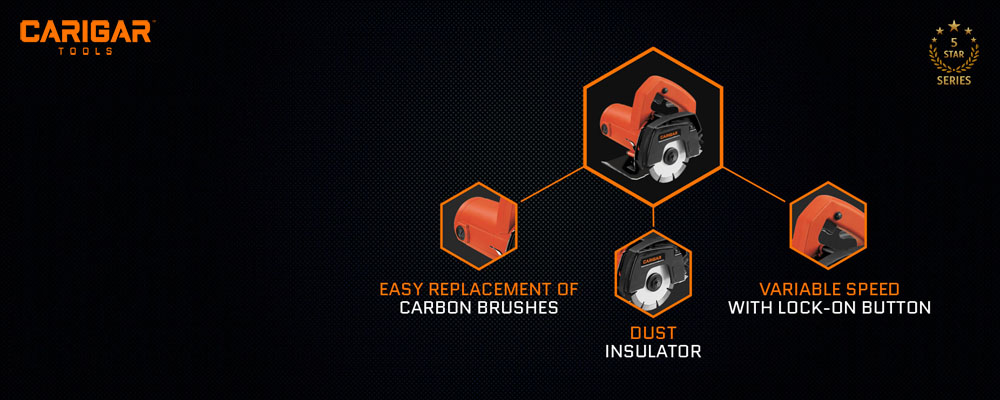 CARIGAR™
TOOLS
5
STAR
SERIES
CARIGAR
EASY REPLACEMENT OF
CARBON BRUSHES
CARIGAR
DUST
INSULATOR
VARIABLE SPEED
WITH LOCK-ON BUTTON